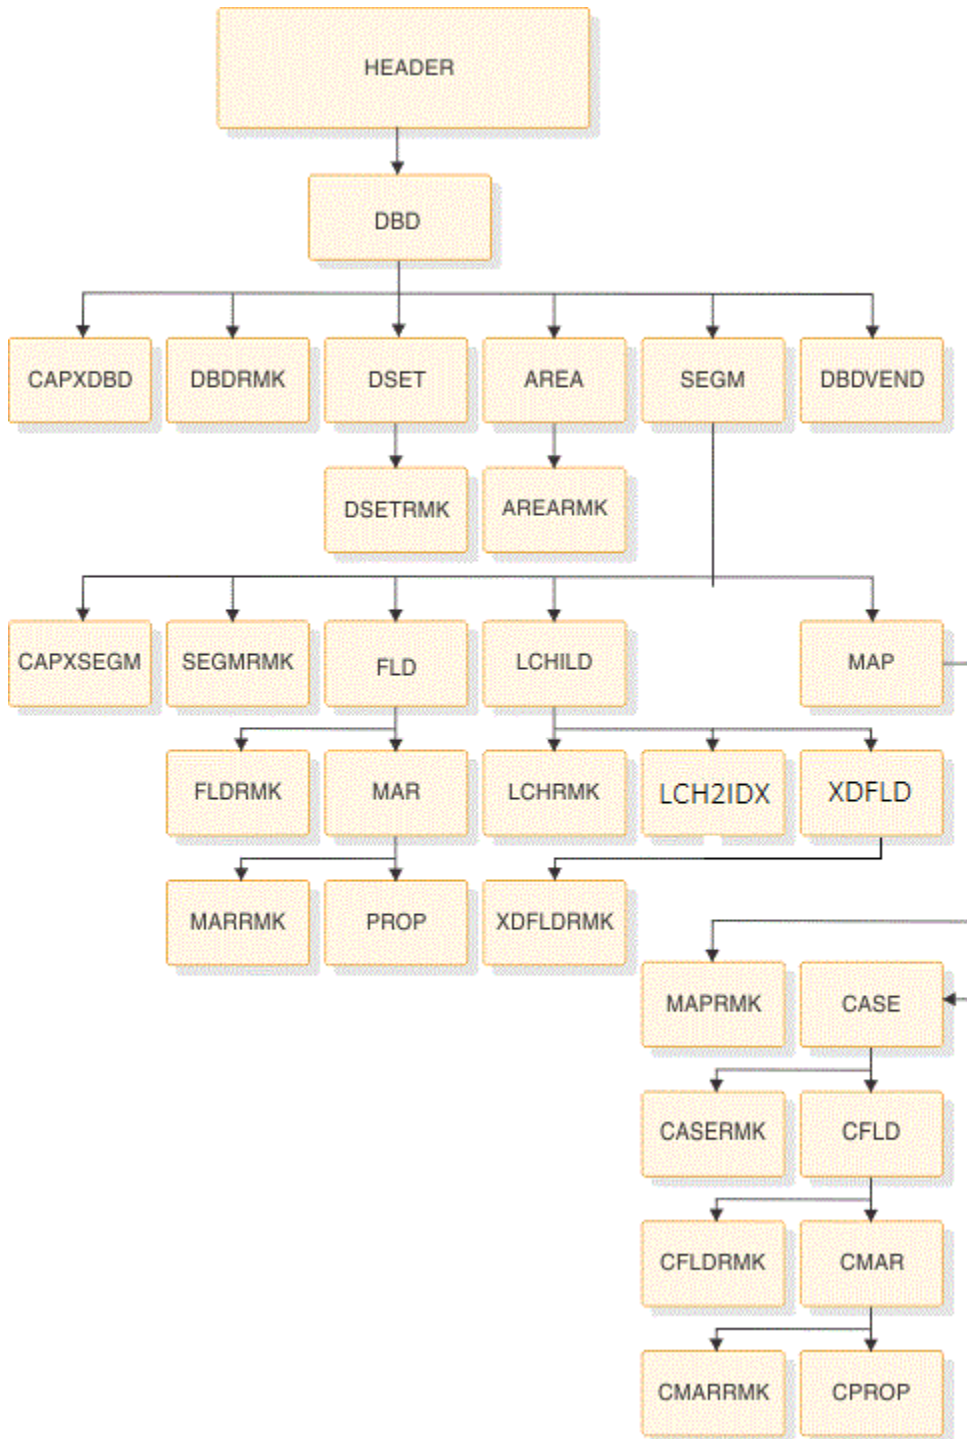 HEADER
DBD
CAPXDBD
DBDRMK
DSET
AREA
SEGM
DBDVEND
DSETRMK
AREARMK
CAPXSEGM
SEGMRMK
FLD
LCHILD
MAP
FLDRMK
MAR
LCHRMK
LCH2IDX
XDFLD
MARRMK
PROP
XDFLDRMK
MAPRMK
CASE
CASERMK
CFLD
CFLDRMK
CMAR
CMARRMK
CPROP